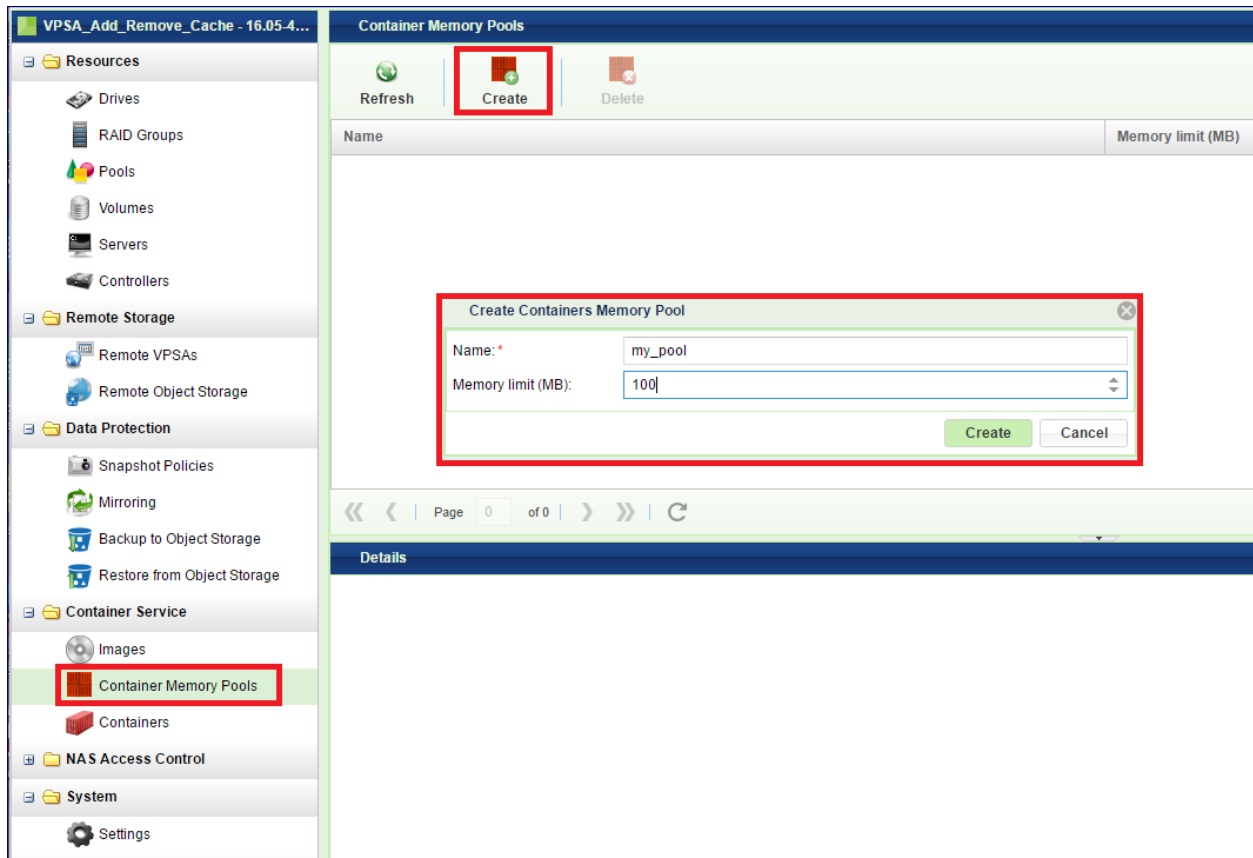 VPSA_Add_Remove_Cache - 16.05-4...
Resources
Drives
RAID Groups
Pools
Volumes
Servers
Controllers
Remote Storage
Remote VPSAs
Remote Object Storage
Data Protection
Snapshot Policies
Mirroring
Backup to Object Storage
Restore from Object Storage
Container Service
Images
Container Memory Pools
Containers
NAS Access Control
System
Settings
Container Memory Pools
Refresh Create Delete
Name Memory limit (MB)
Create Containers Memory Pool
Name: * my_pool
Memory limit (MB): 100
Create Cancel
Page 0 of 0
Details